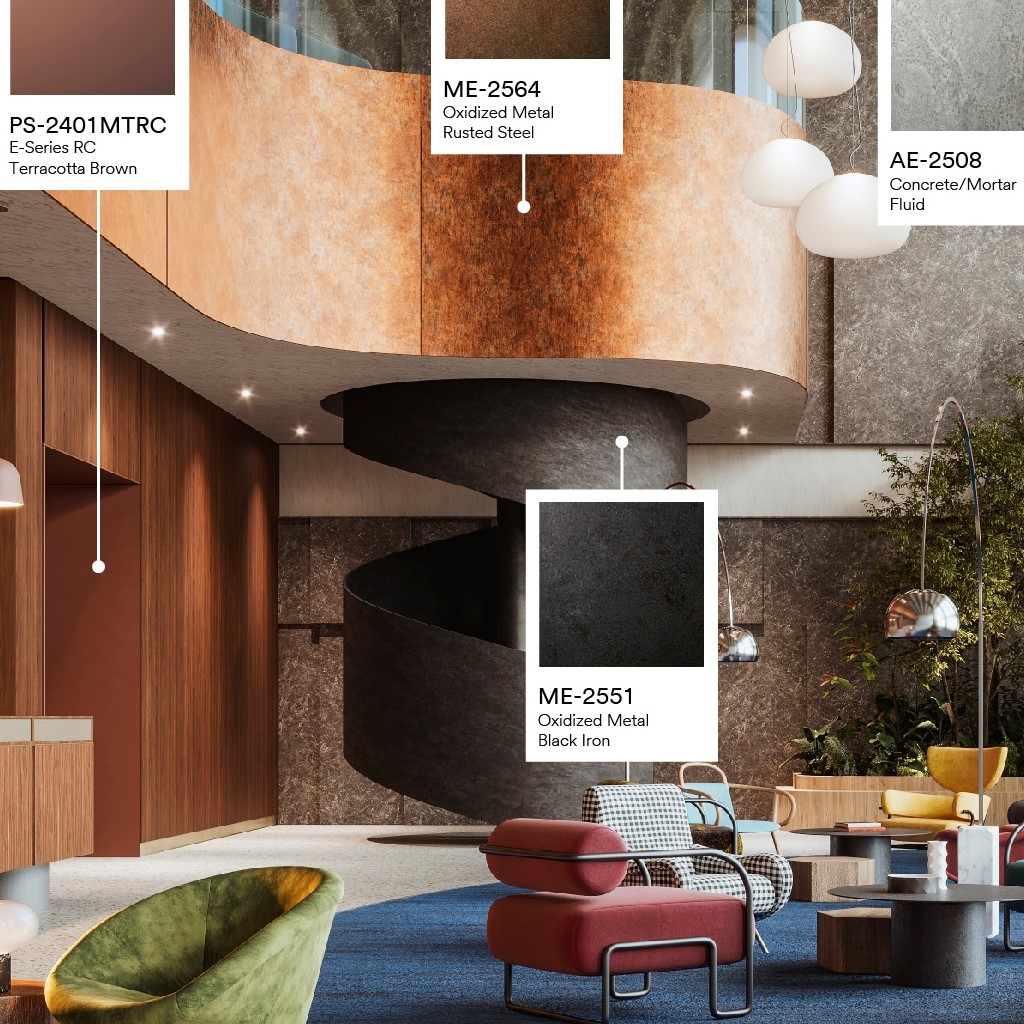 PS-2401MTRC
E-Series RC
Terracotta Brown
ME-2564
Oxidized Metal
Rusted Steel
AE-2508
Concrete/Mortar
Fluid
ME-2551
Oxidized Metal
Black Iron